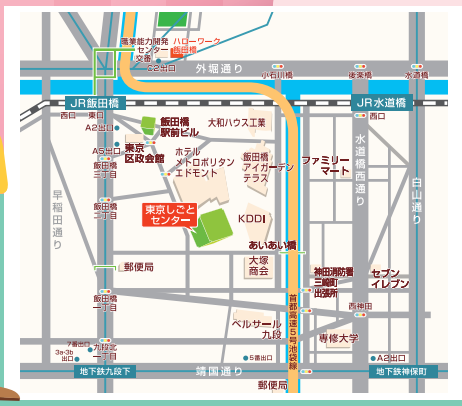 職業能力開発
センター
交番
ハローワーク
飯田橋
C2出口
外堀通り
小石川橋
後楽橋
水道橋
JR飯田橋
JR水道橋
西口
東口
西口
A2出口
飯田橋
駅前ビル
大和ハウス工業
A5出口
東京
区政会館
ホテル
メトロポリタン
エドモント
飯田橋
アイガーデン
テラス
ファミリー
マート
水道橋西通り
白山通り
飯田橋
三丁目
早稲田通り
飯田橋
二丁目
東京しごと
センター
KDDI
あいあい橋
大塚
商会
郵便局
神田消防署
三崎町
出張所
セブン
イレブン
飯田橋
一丁目
首都高速5号池袋線
西神田
ベルサール
九段
専修大学
7番出口
3a・3b
出口
九段北
一丁目
5番出口
A2出口
地下鉄九段下
靖国通り
地下鉄神保町
郵便局